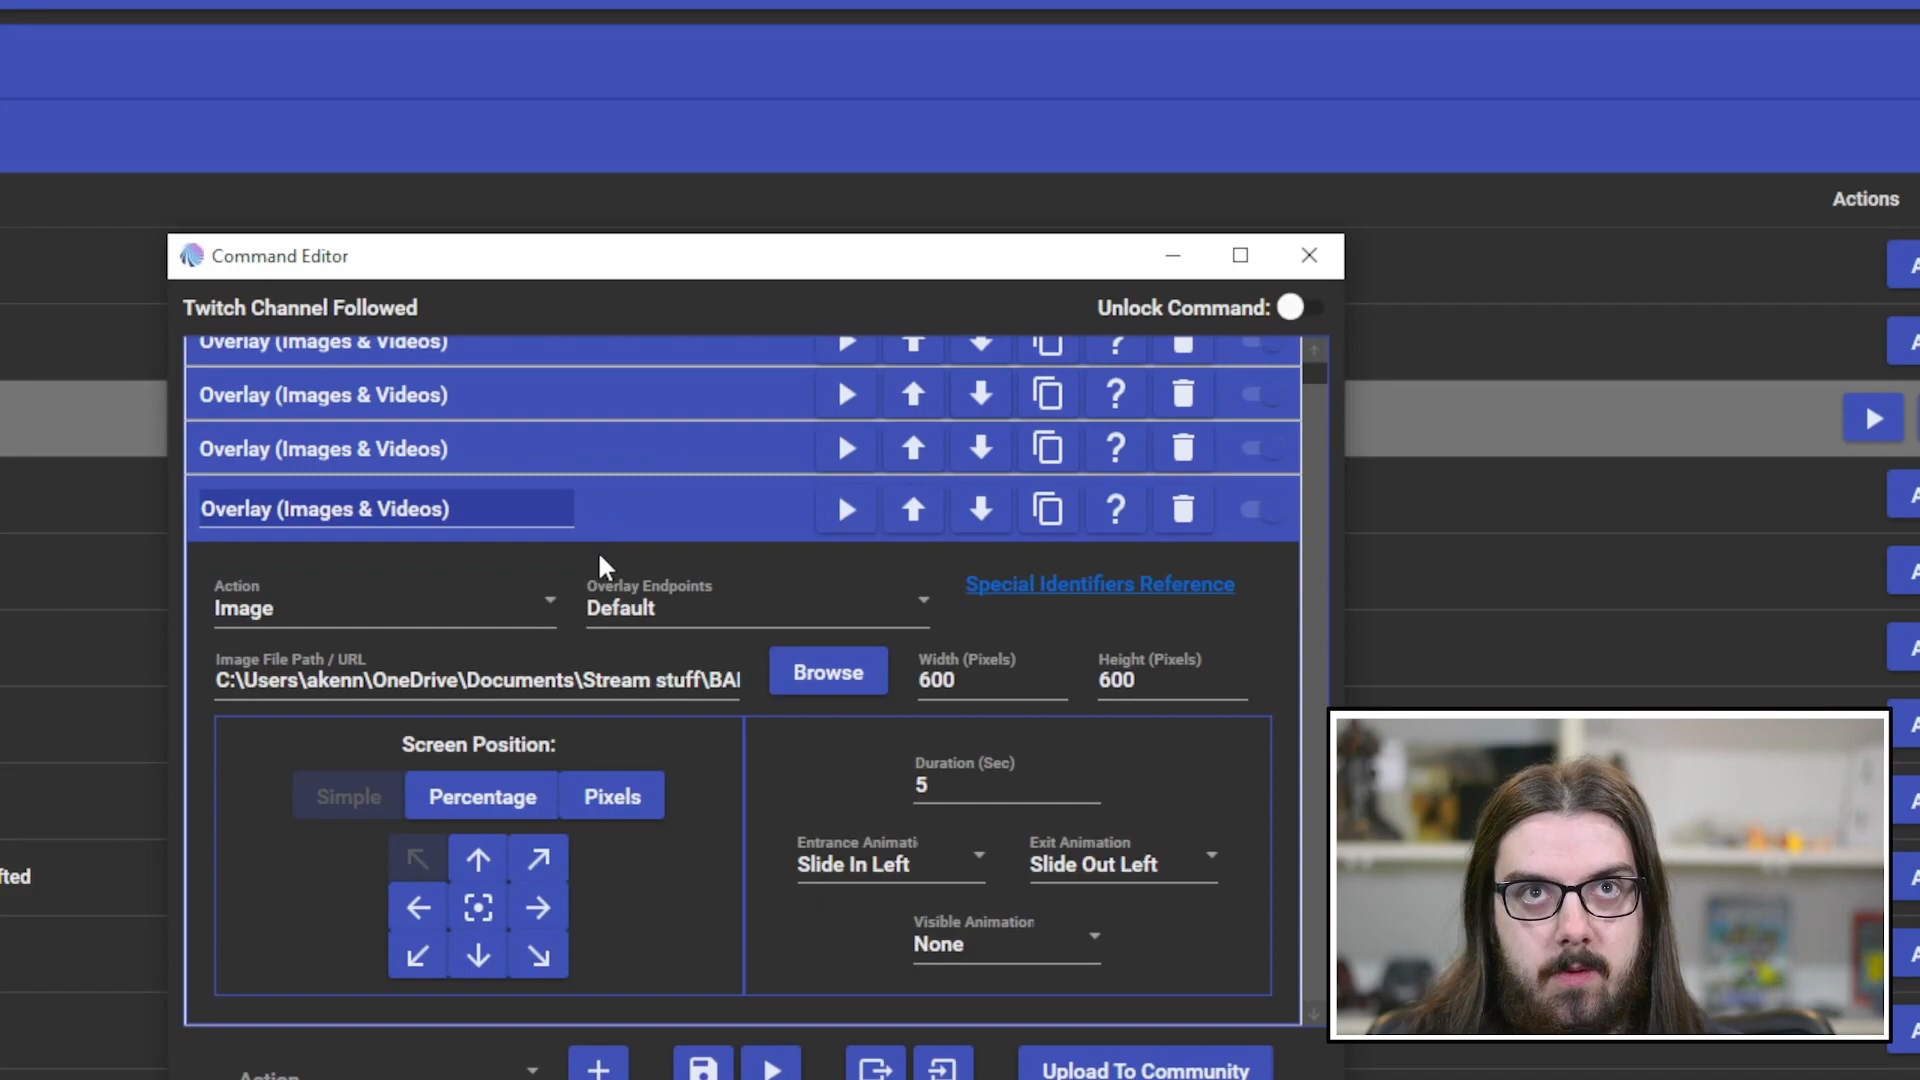 Actions
Command Editor
Twitch Channel Followed
Unlock Command:
Overlay (Images & Videos)
Overlay (Images & Videos)
Overlay (Images & Videos)
Overlay (Images & Videos)
Action
Image
Overlay Endpoints
Default
Special Identifiers Reference
Image File Path / URL
C:\Users\akenn\OneDrive\Documents\Stream stuff\BAI
Browse
Width (Pixels)
600
Height (Pixels)
600
Screen Position:
Simple
Percentage
Pixels
Duration (Sec)
5
Entrance Animati
Slide In Left
Exit Animation
Slide Out Left
Visible Animation
None
fted
Action
Upload To Community